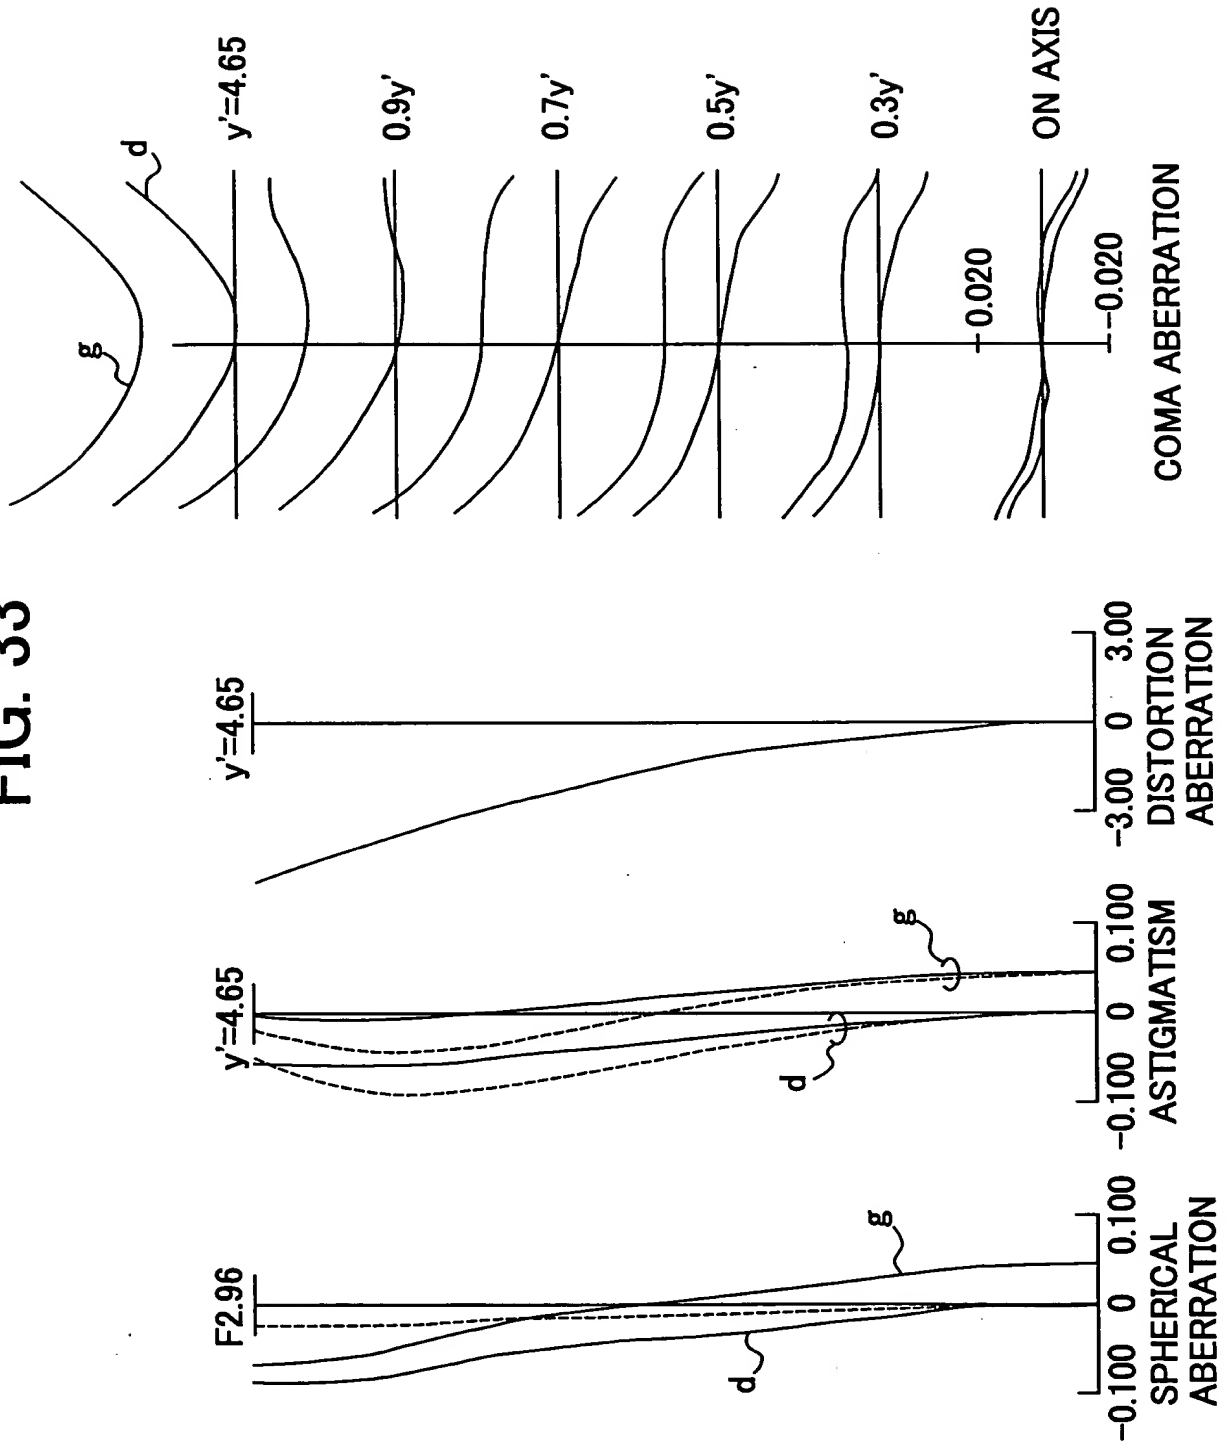 FIG. 33
F2.96
g
d
-0.100 0 0.100
SPHERICAL
ABERRATION
y'=4.65
g
d
-0.100 0 0.100
ASTIGMATISM
y'=4.65
-3.00 0 3.00
DISTORTION
ABERRATION
g
d
y'=4.65
0.9y'
0.7y'
0.5y'
0.3y'
0.020
ON AXIS
-0.020
COMA ABERRATION